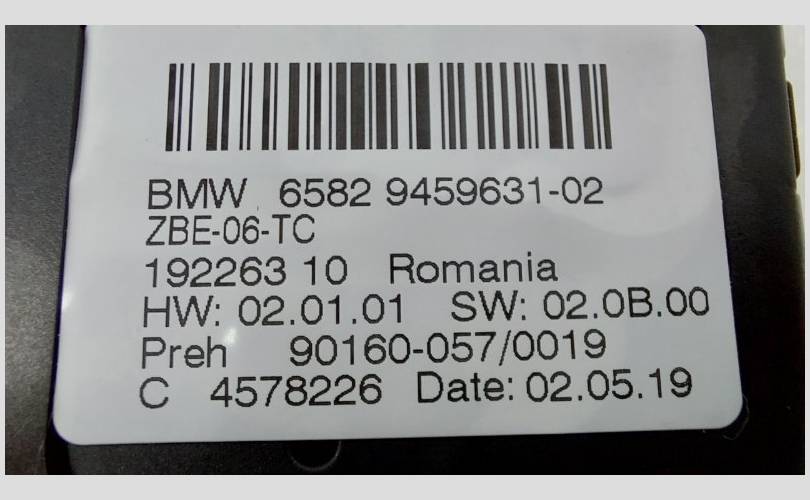 BMW 6582 9459631-02
ZBE-06-TC
192263 10 Romania
HW: 02.01.01 SW: 02.0B.00
Preh 90160-057/0019
C 4578226 Date: 02.05.19